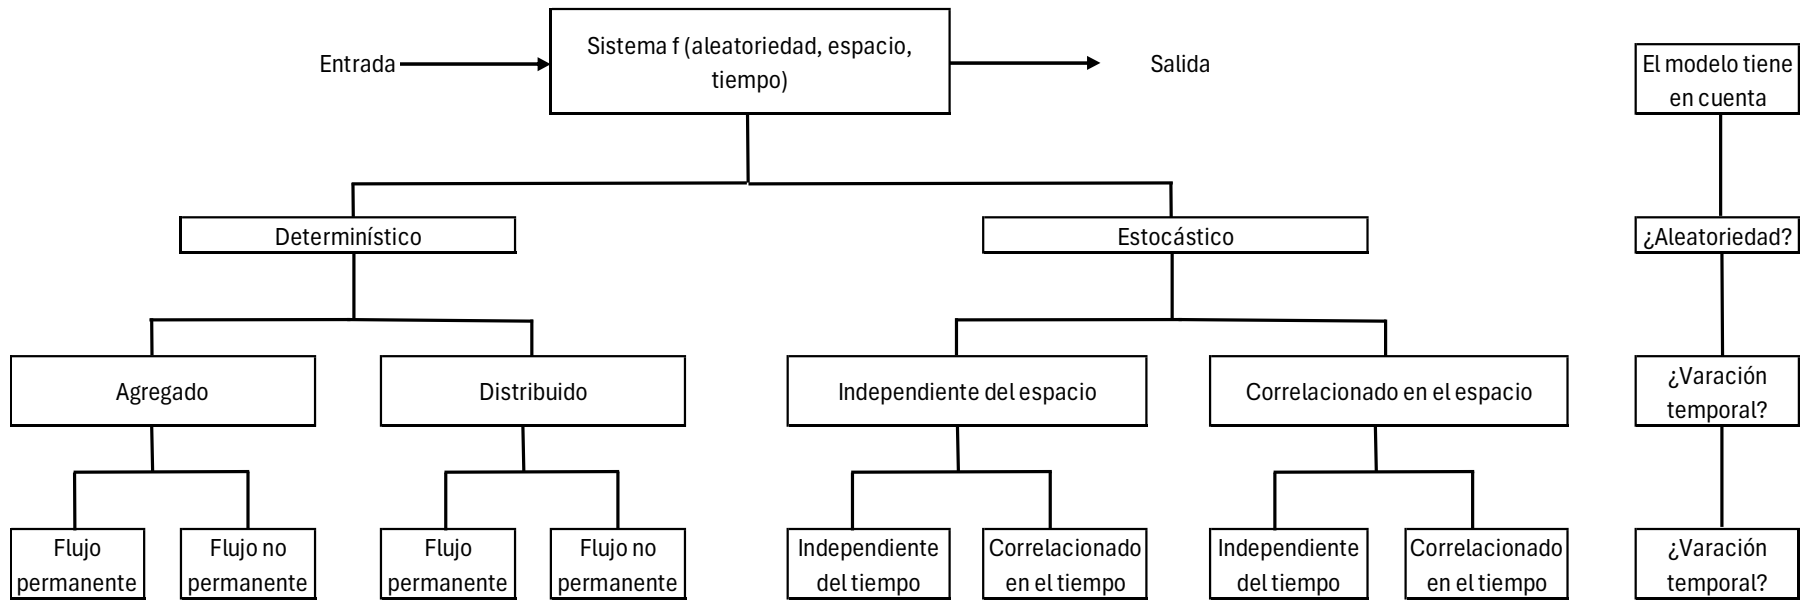 Sistema f (aleatoriedad, espacio,
tiempo)
Entrada
Salida
El modelo tiene
en cuenta
Determinístico
Estocástico
¿Aleatoriedad?
Agregado
Distribuido
Independiente del espacio
Correlacionado en el espacio
¿Varación
temporal?
Flujo
permanente
Flujo no
permanente
Flujo
permanente
Flujo no
permanente
Independiente
del tiempo
Correlacionado
en el tiempo
Independiente
del tiempo
Correlacionado
en el tiempo
¿Varación
temporal?